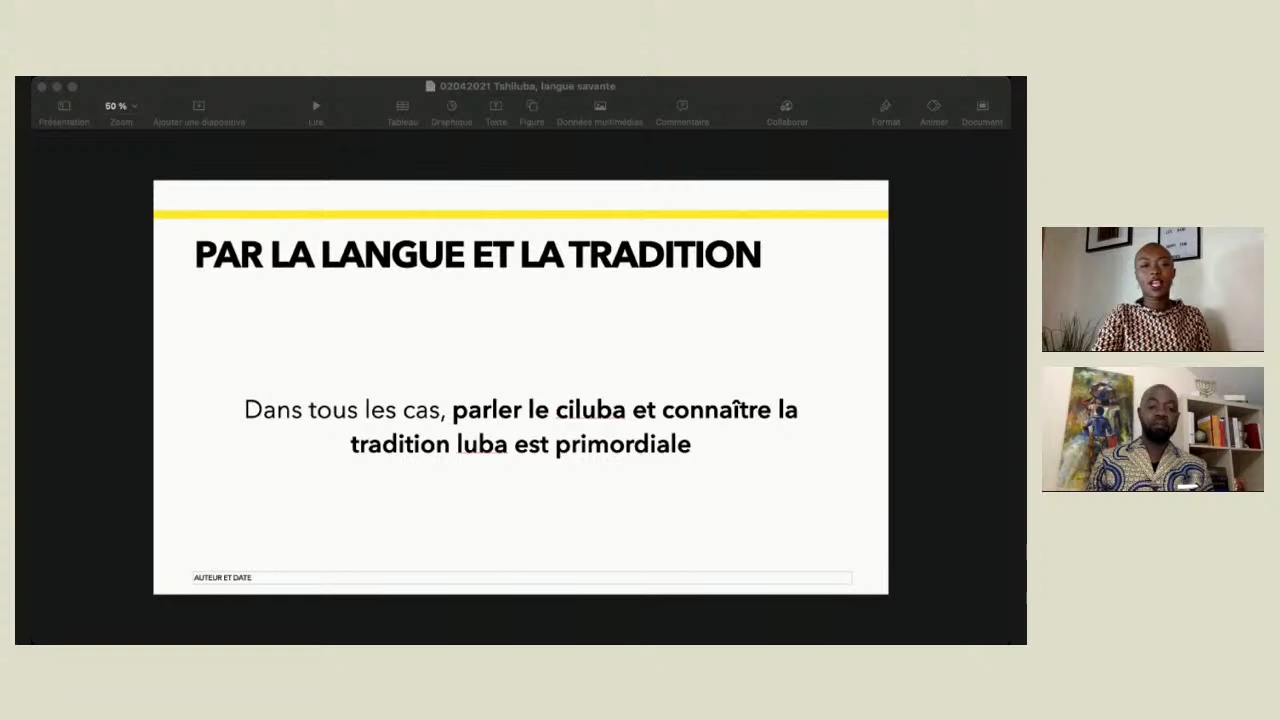 02042021 Tshiluba, langue savante
50 %
Présentation Zoom Ajouter une diapositive Lire Tableau Graphique Texte Figure Données multimédias Commentaire Collaborer Format Animer Document
PAR LA LANGUE ET LA TRADITION
Dans tous les cas, parler le ciluba et connaître la
tradition luba est primordiale
AUTEUR ET DATE